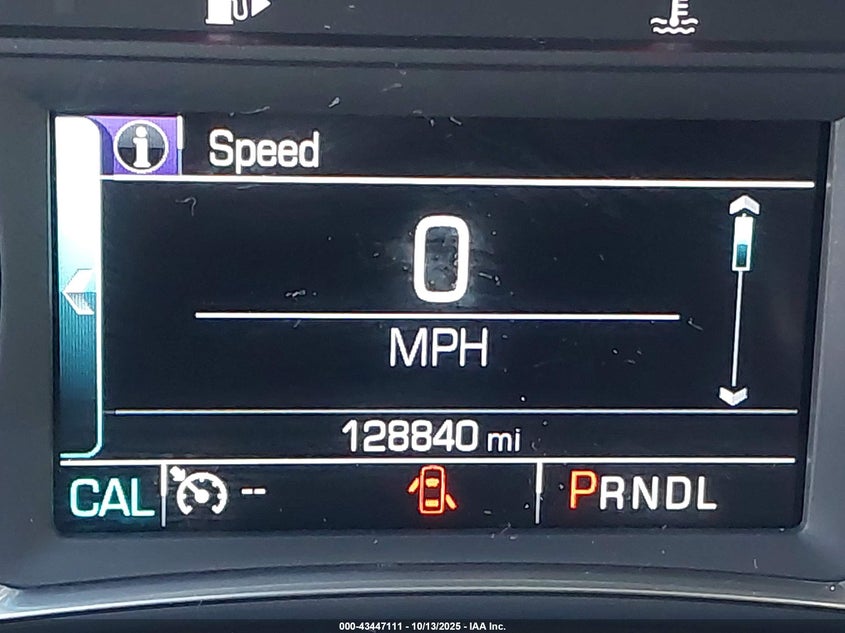 Speed
0
MPH
128840 mi
CAL -- PRNDL
000-43447111 - 10/13/2025 - IAA Inc.